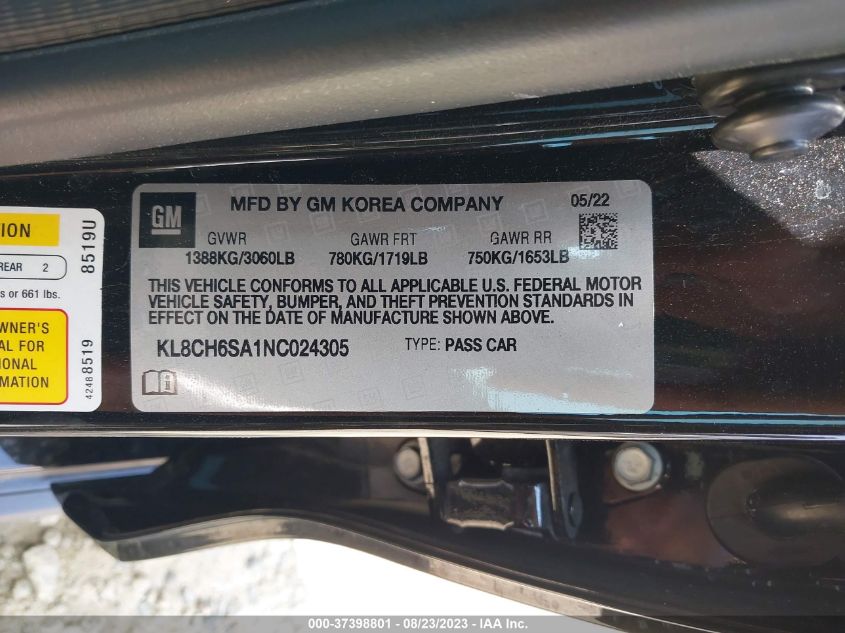 GM
MFD BY GM KOREA COMPANY
05/22
GVWR GAWR FRT GAWR RR
1388KG/3060LB 780KG/1719LB 750KG/1653LB
THIS VEHICLE CONFORMS TO ALL APPLICABLE U.S. FEDERAL MOTOR
VEHICLE SAFETY, BUMPER, AND THEFT PREVENTION STANDARDS IN
EFFECT ON THE DATE OF MANUFACTURE SHOWN ABOVE.
KL8CH6SA1NC024305 TYPE: PASS CAR
TION
REAR 2
s or 661 lbs.
WNER'S
AL FOR
IONAL
RMATION
8519U
42488519
000-37398801 - 08/23/2023 - IAA Inc.